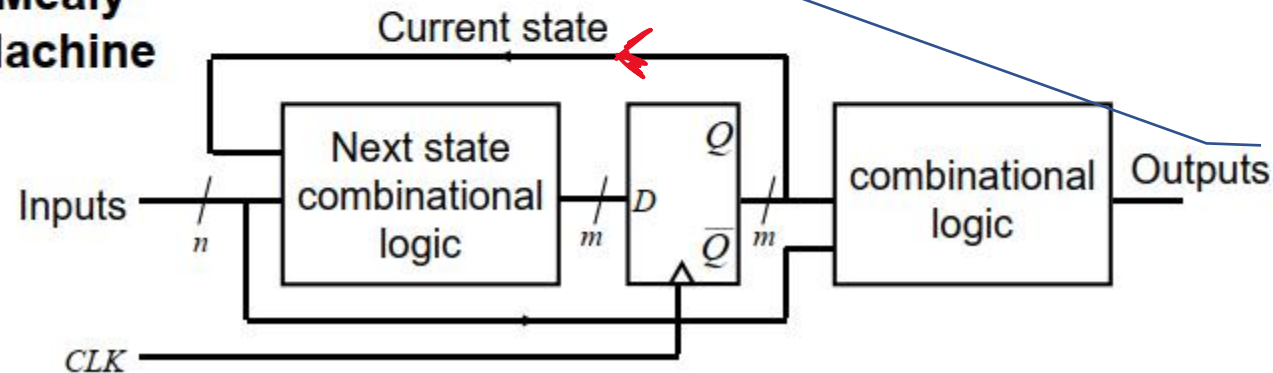 Mealy
Machine
Current state
Next state
combinational
logic
Inputs
n
m
D
Q
Q̅
m
combinational
logic
Outputs
CLK